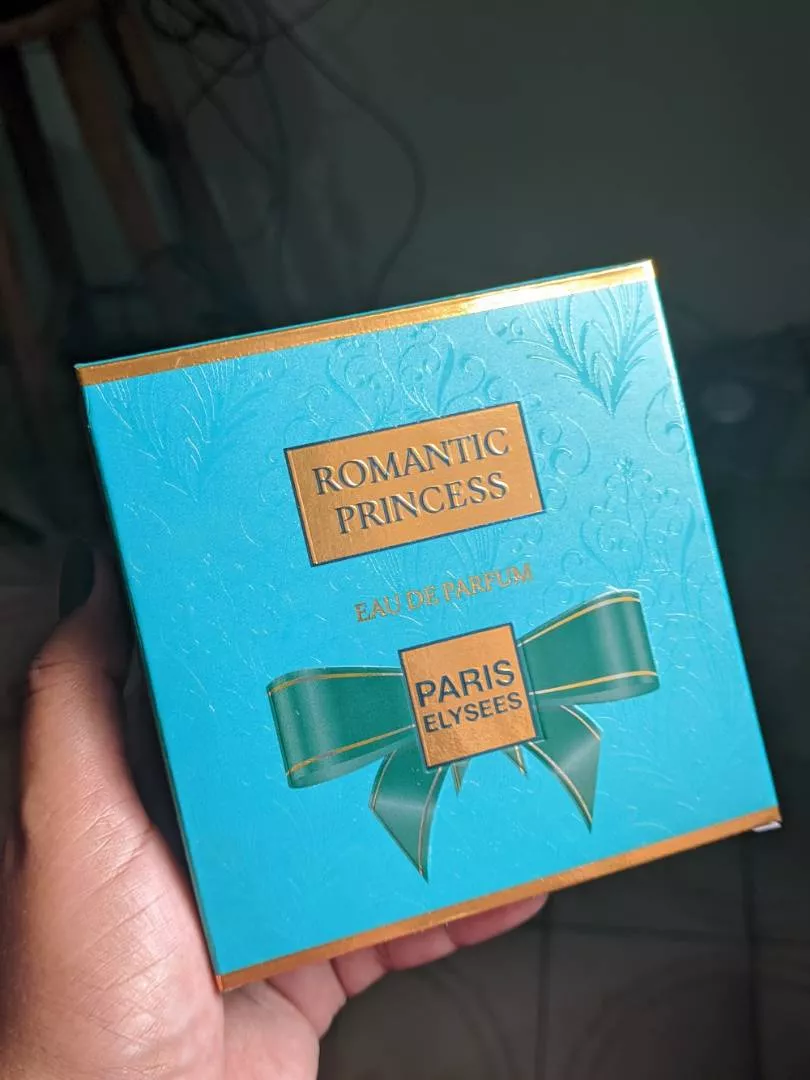 ROMANTIC
PRINCESS
EAU DE PARFUM
PARIS
ELYSEES